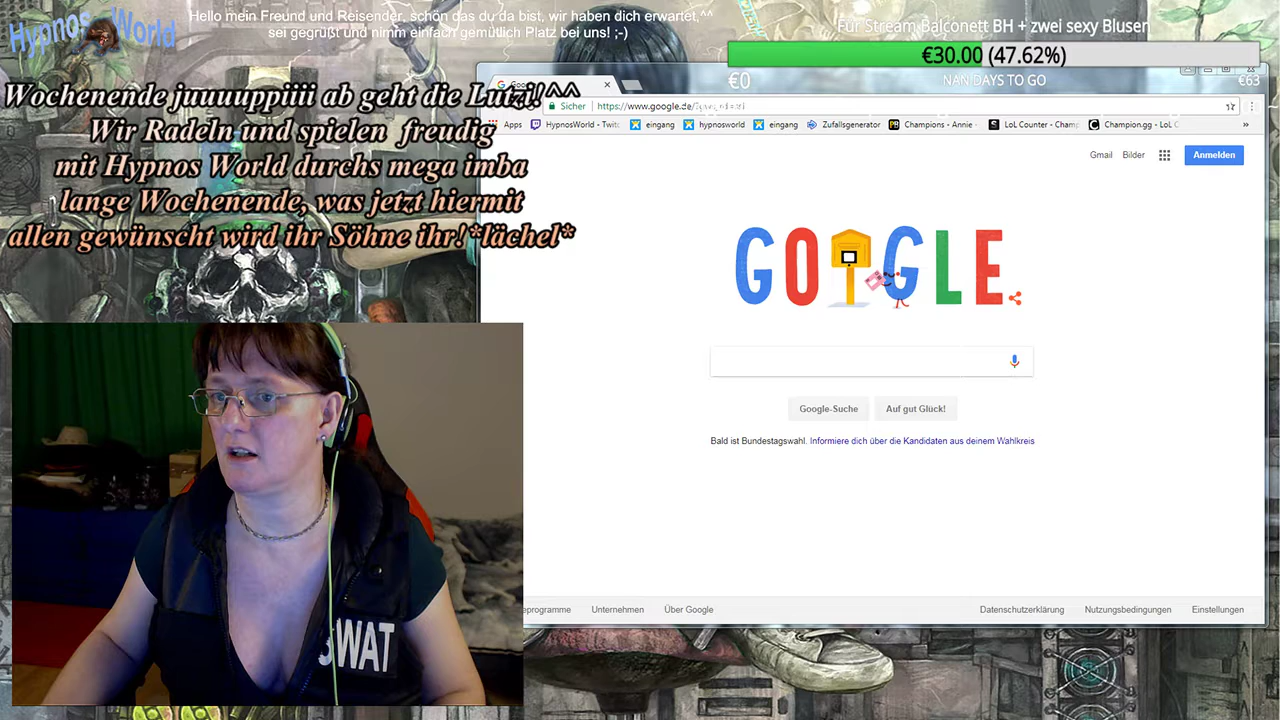 Hypnos World
Hello mein Freund und Reisender, schön das du da bist, wir haben dich erwartet,^^
sei gegrüßt und nimm einfach gemütlich Platz bei uns! ;-)
Für Stream Balconett BH + zwei sexy Blusen
€30.00 (47.62%)
€0
NAN DAYS TO GO
€63
Wochenende juuuuppiiii ab geht die Lutzi!^^
Wir Radeln und spielen freudig
mit Hypnos World durchs mega imba
lange Wochenende, was jetzt hiermit
allen gewünscht wird ihr Söhne ihr!*lächel*
Sicher
https://www.google.de/
Apps
HypnosWorld - Twitc
eingang
hypnosworld
eingang
Zufallsgenerator
Champions - Annie -
LoL Counter - Champ
Champion.gg - LoL C
»
Gmail
Bilder
Anmelden
GOOGLE
Google-Suche
Auf gut Glück!
Bald ist Bundestagswahl. Informiere dich über die Kandidaten aus deinem Wahlkreis
eprogramme
Unternehmen
Über Google
Datenschutzerklärung
Nutzungsbedingungen
Einstellungen
SWAT